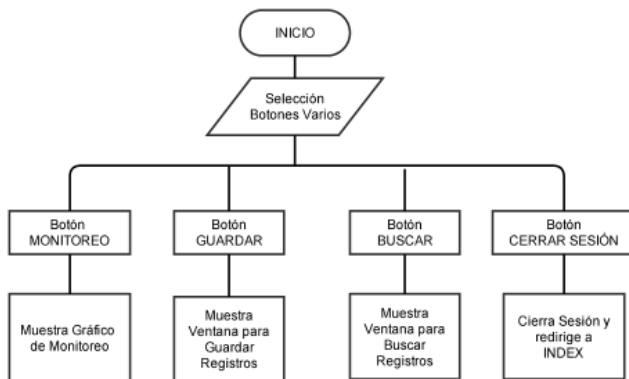 INICIO
Selección
Botones Varios
Botón
MONITOREO
Botón
GUARDAR
Botón
BUSCAR
Botón
CERRAR SESIÓN
Muestra Gráfico
de Monitoreo
Muestra
Ventana para
Guardar
Registros
Muestra
Ventana para
Buscar
Registros
Cierra Sesión y
redirige a
INDEX